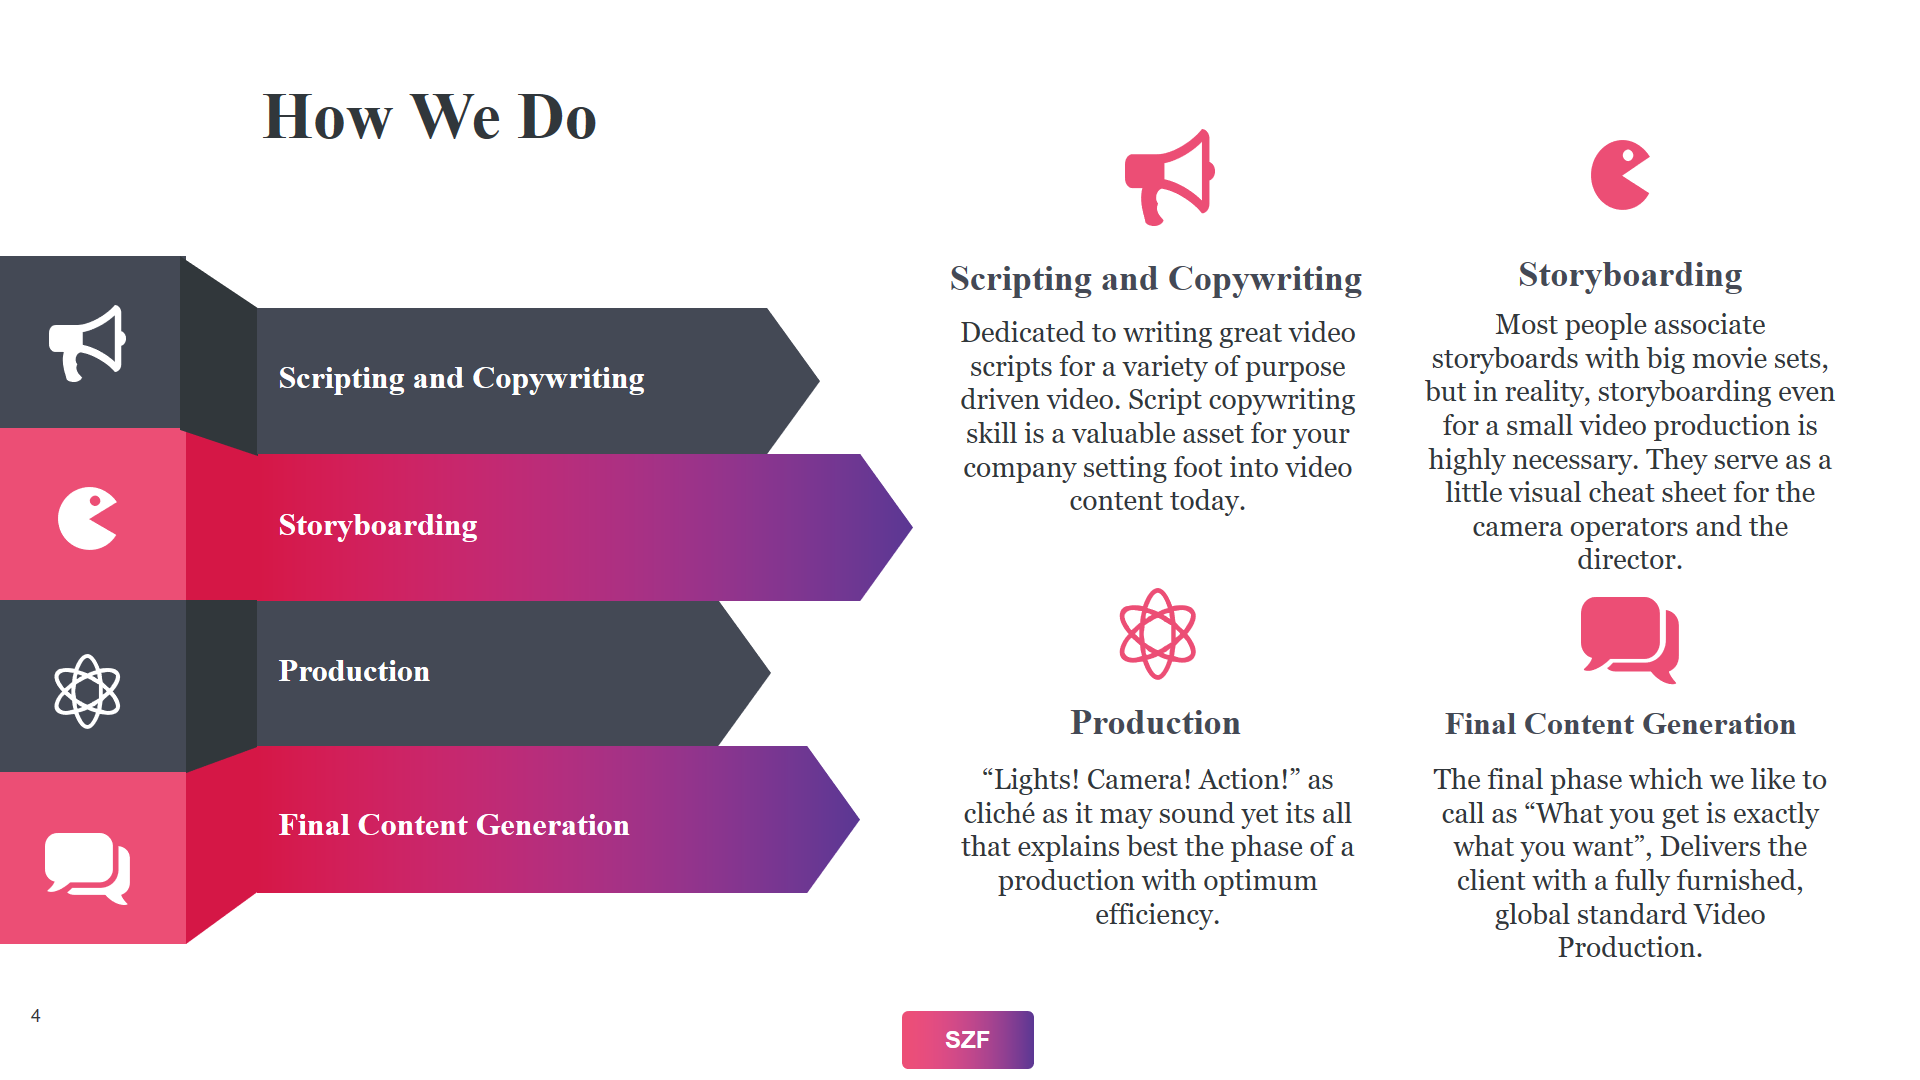 How We Do
Scripting and Copywriting
Storyboarding
Production
Final Content Generation
Scripting and Copywriting
Dedicated to writing great video
scripts for a variety of purpose
driven video. Script copywriting
skill is a valuable asset for your
company setting foot into video
content today.
Storyboarding
Most people associate
storyboards with big movie sets,
but in reality, storyboarding even
for a small video production is
highly necessary. They serve as a
little visual cheat sheet for the
camera operators and the
director.
Production
“Lights! Camera! Action!” as
cliché as it may sound yet its all
that explains best the phase of a
production with optimum
efficiency.
Final Content Generation
The final phase which we like to
call as “What you get is exactly
what you want”, Delivers the
client with a fully furnished,
global standard Video
Production.
4
SZF